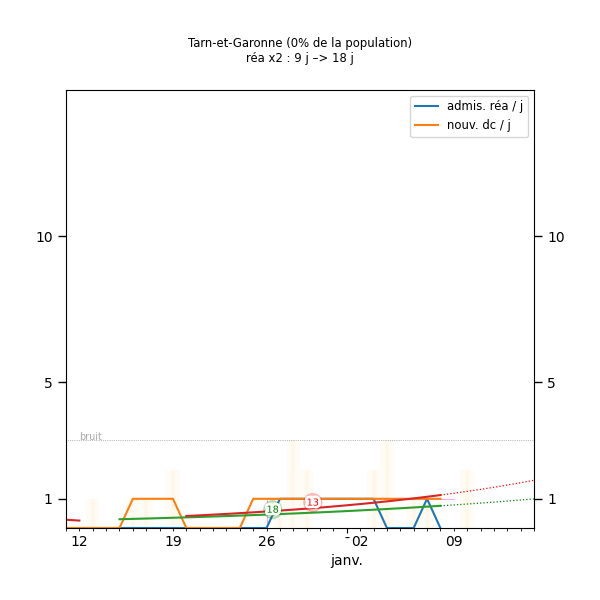 Tarn-et-Garonne (0% de la population)
réa x2 : 9 j –> 18 j
admis. réa / j
nouv. dc / j
10
10
5
5
bruit
18
13
1
1
12
19
26
02
09
janv.